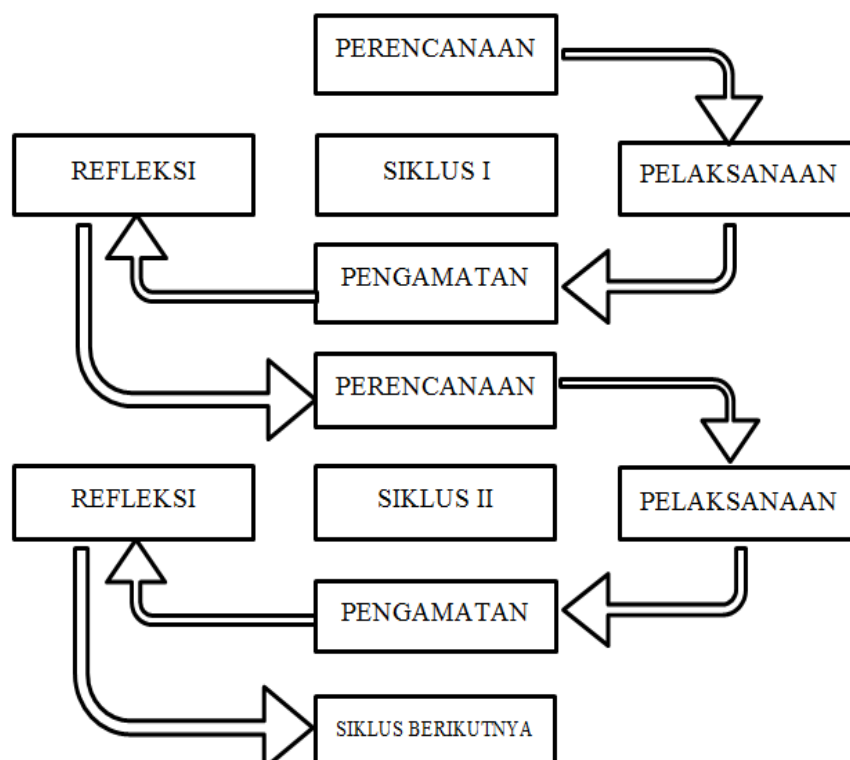 PERENCANAAN
REFLEKSI
SIKLUS I
PELAKSANAAN
PENGAMATAN
PERENCANAAN
REFLEKSI
SIKLUS II
PELAKSANAAN
PENGAMATAN
SIKLUS BERIKUTNYA